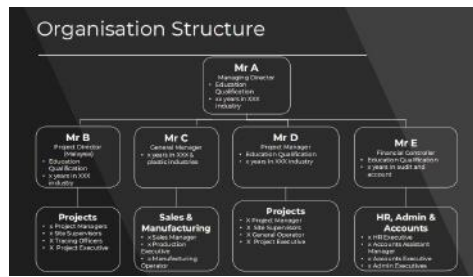 Organisation Structure
Mr A
Managing Director
• Education
Qualification
• xx years in XXX
industry
Mr B
Project Director
(Malaysia)
• Education
Qualification
• x years in XXX
industry
Mr C
General Manager
• x years in XXX &
plastic industries
Mr D
Project Manager
• Education Qualification
• x years in XXX industry
Mr E
Financial Controller
• Education Qualification
• x years in audit and
account
Projects
• x Project Managers
• x Site Supervisors
• X Tracing Officers
• X Project Executive
Sales &
Manufacturing
• x Sales Manager
• x Production
Executive
• x Manufacturing
Operator
Projects
• X Project Manager
• X Site Supervisors
• X General Operator
• X Project Executive
HR, Admin &
Accounts
• x HR Executive
• x Accounts Assistant
Manager
• x Accounts Executive
• x Admin Executives